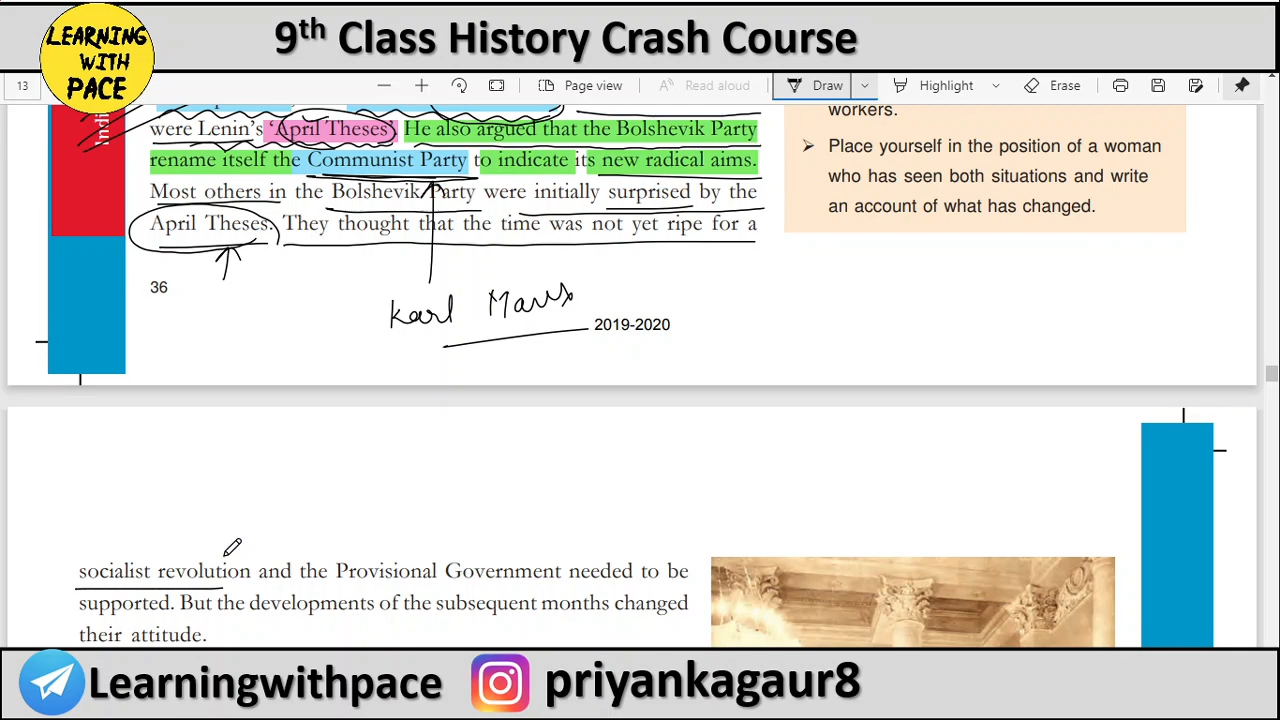 LEARNING
WITH
PACE
9th Class History Crash Course
13
Page view
Read aloud
Draw
Highlight
Erase
were Lenin's 'April Theses'. He also argued that the Bolshevik Party
rename itself the Communist Party to indicate its new radical aims.
Most others in the Bolshevik Party were initially surprised by the
April Theses. They thought that the time was not yet ripe for a
36
Karl Marx
2019-2020
workers.
Place yourself in the position of a woman
who has seen both situations and write
an account of what has changed.
socialist revolution and the Provisional Government needed to be
supported. But the developments of the subsequent months changed
their attitude.
Learningwithpace
priyankagaur8